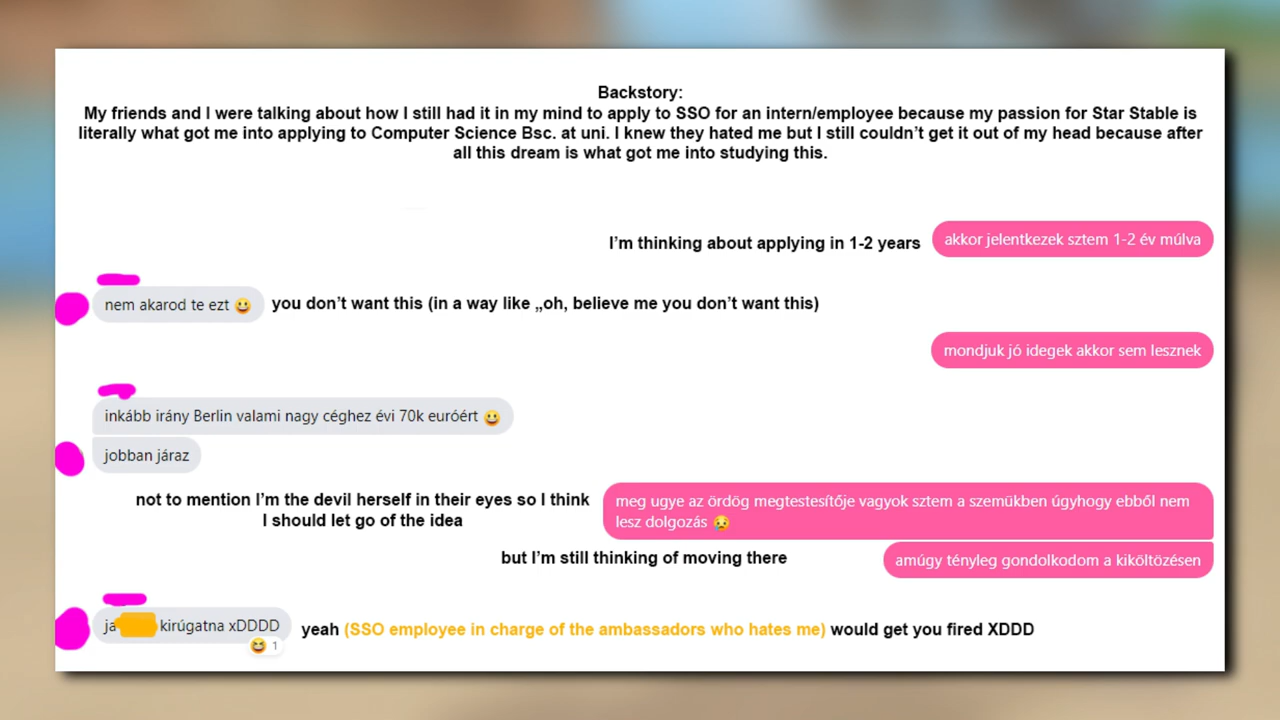 Backstory:
My friends and I were talking about how I still had it in my mind to apply to SSO for an intern/employee because my passion for Star Stable is
literally what got me into applying to Computer Science Bsc. at uni. I knew they hated me but I still couldn't get it out of my head because after
all this dream is what got me into studying this.
I'm thinking about applying in 1-2 years
akkor jelentkezek sztem 1-2 év múlva
nem akarod te ezt 😀
you don't want this (in a way like „oh, believe me you don't want this)
mondjuk jó idegek akkor sem lesznek
inkább irány Berlin valami nagy céghez évi 70k euróért 😀
jobban járaz
not to mention I'm the devil herself in their eyes so I think
I should let go of the idea
meg ugye az ördög megtestesítője vagyok sztem a szemükben úgyhogy ebből nem
lesz dolgozás 😢
but I'm still thinking of moving there
amúgy tényleg gondolkodom a kiköltözésen
ja kirúgatna xDDDD
😆 1
yeah (SSO employee in charge of the ambassadors who hates me) would get you fired XDDD